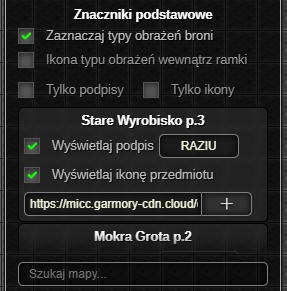 Znaczniki podstawowe
Zaznaczaj typy obrażeń broni
Ikona typu obrażeń wewnątrz ramki
Tylko podpisy Tylko ikony
Stare Wyrobisko p.3
Wyświetlaj podpis RAZIU
Wyświetlaj ikonę przedmiotu
https://micc.garmory-cdn.cloud/ +
Mokra Grota p.2
Szukaj mapy...